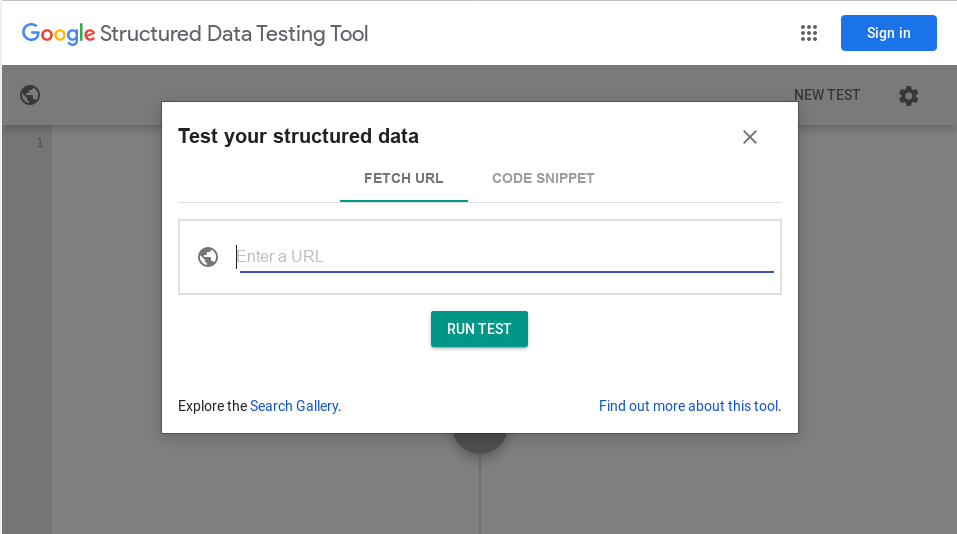 Google Structured Data Testing Tool
Sign in
NEW TEST
1
Test your structured data
FETCH URL
CODE SNIPPET
Enter a URL
RUN TEST
Explore the Search Gallery.
Find out more about this tool.